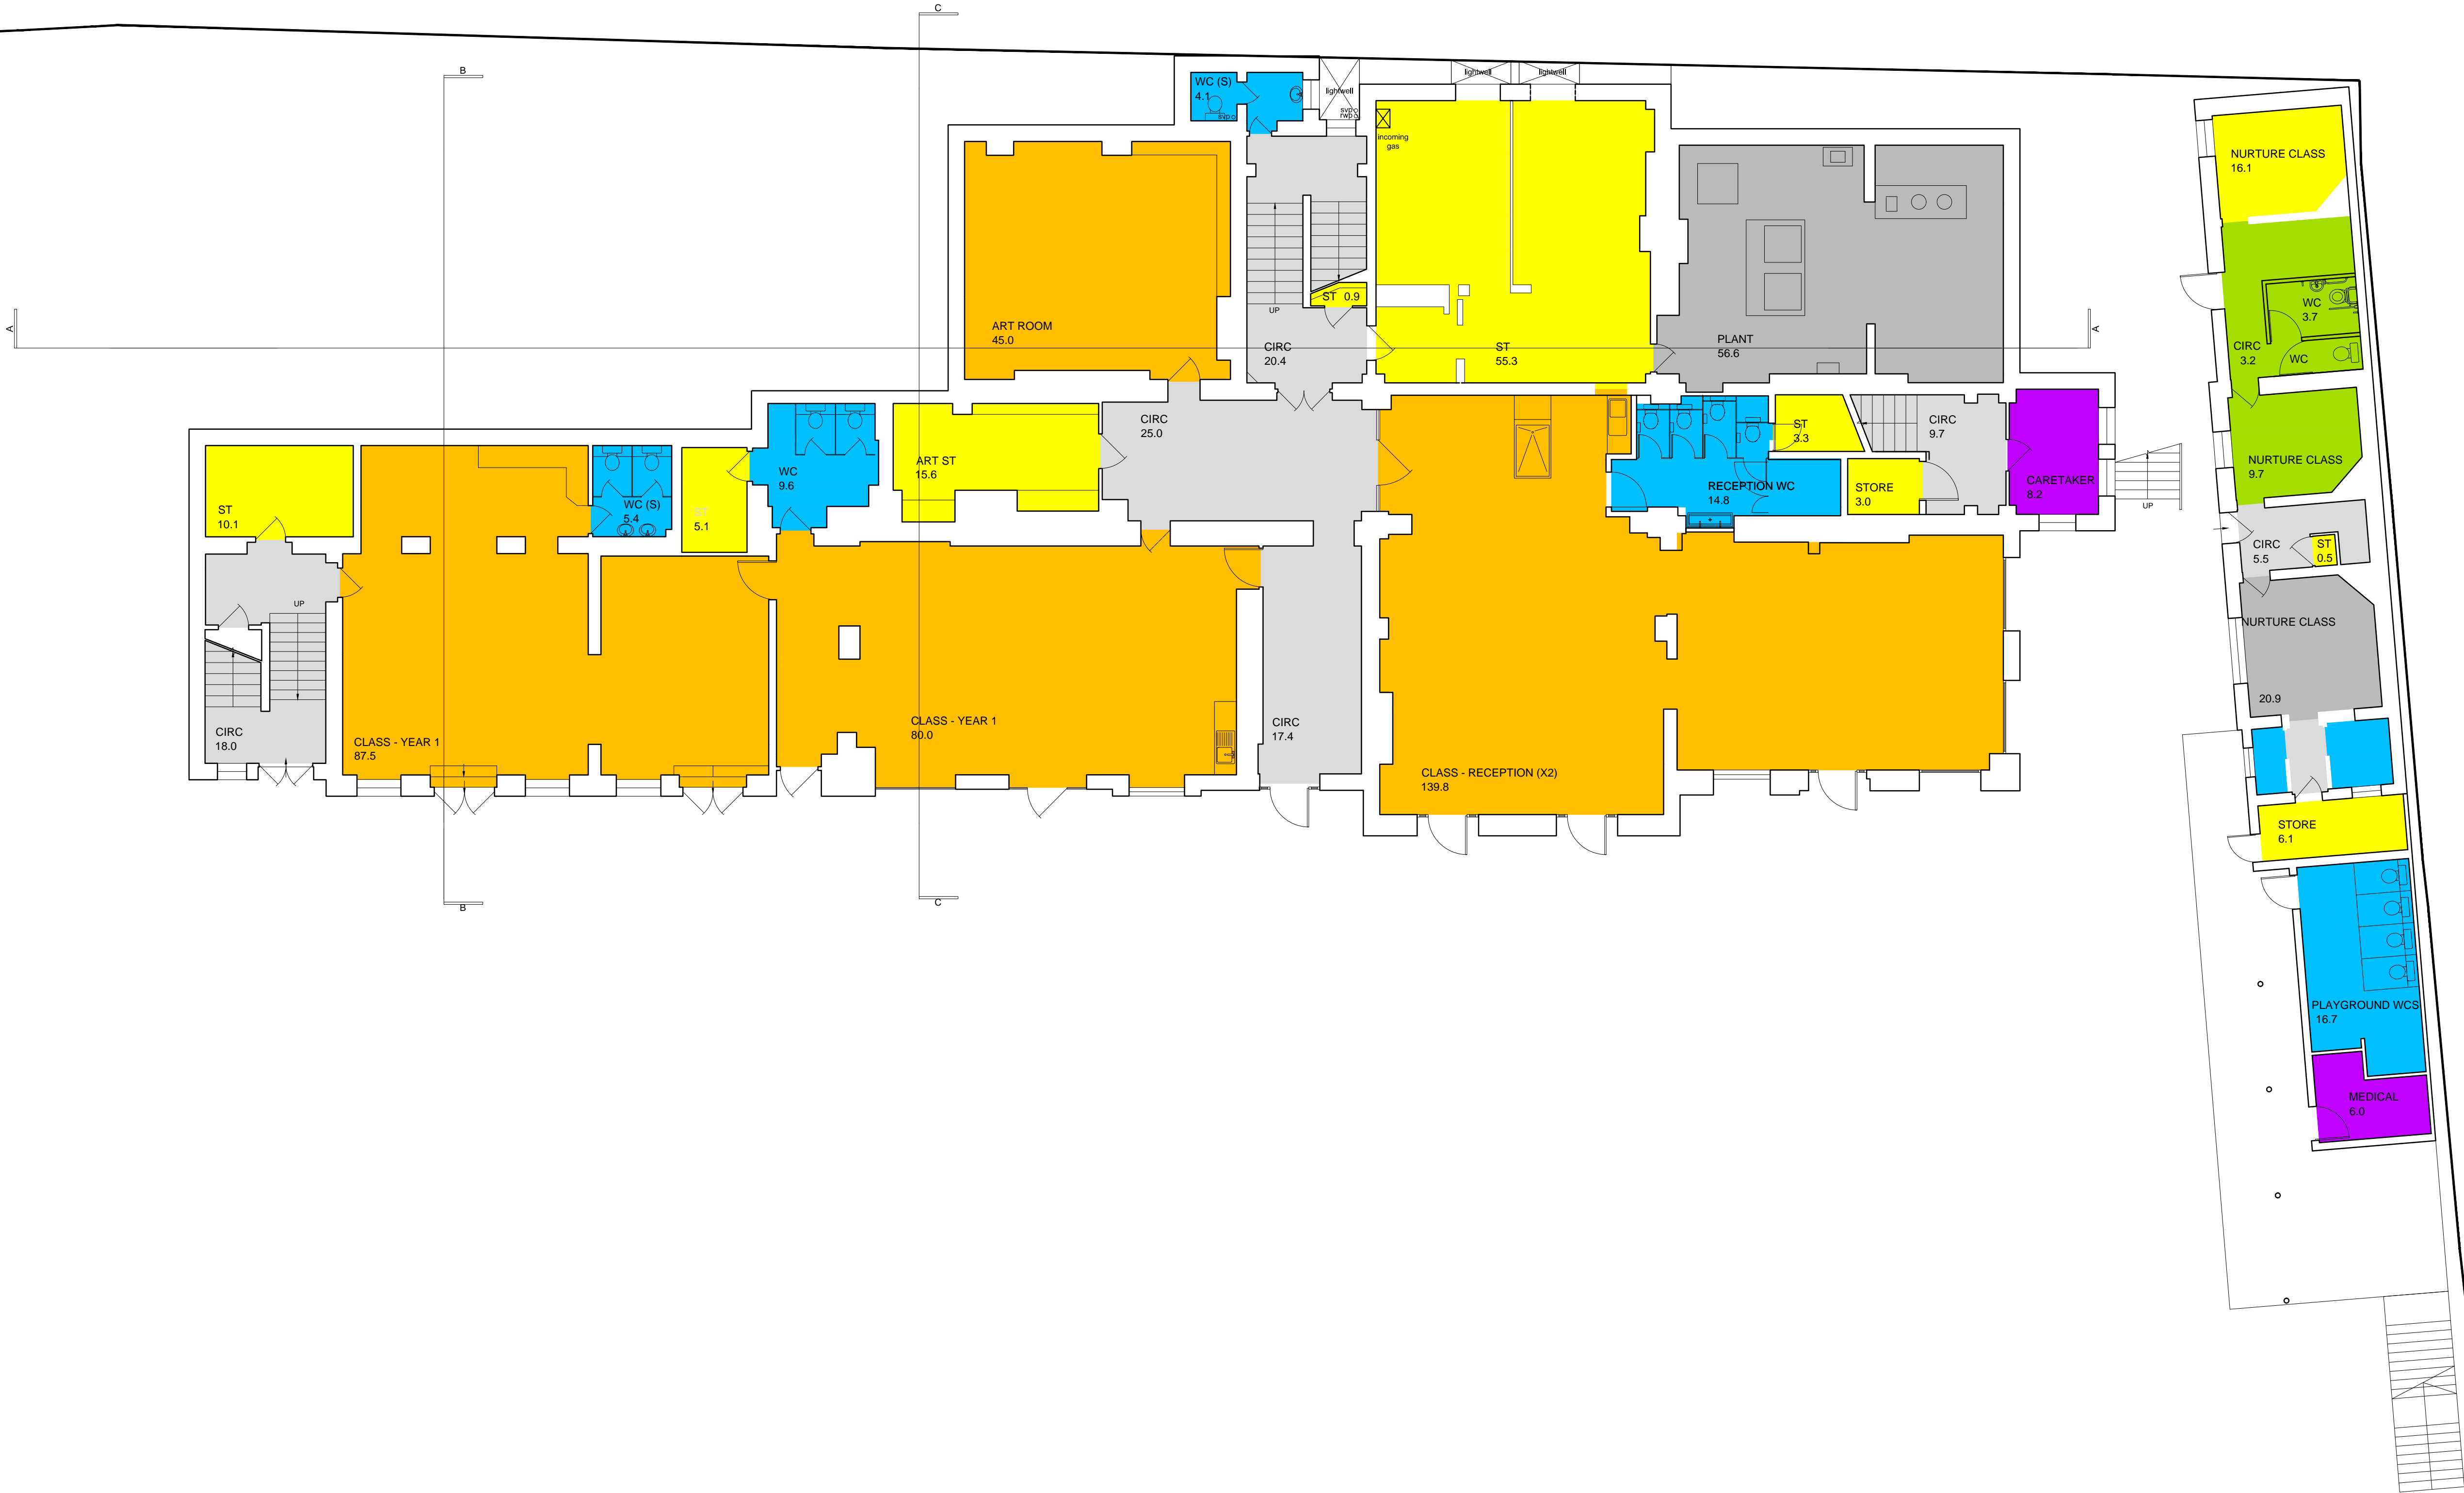 C
B
lightwell
lightwell
WC (S)
4.1
lightwell
svp
svp
rwp
incoming
gas
NURTURE CLASS
16.1
ST 0.9
UP
WC
3.7
A
A
ART ROOM
45.0
CIRC
20.4
ST
55.3
PLANT
56.6
CIRC
3.2
WC
CIRC
25.0
ST
3.3
CIRC
9.7
ART ST
15.6
WC
9.6
NURTURE CLASS
9.7
CARETAKER
8.2
RECEPTION WC
14.8
STORE
3.0
UP
WC (S)
5.4
ST
10.1
ST
5.1
CIRC
5.5
ST
0.5
UP
NURTURE CLASS
20.9
CIRC
18.0
CLASS - YEAR 1
87.5
CLASS - YEAR 1
80.0
CIRC
17.4
CLASS - RECEPTION (X2)
139.8
STORE
6.1
B
C
PLAYGROUND WCS
16.7
MEDICAL
6.0